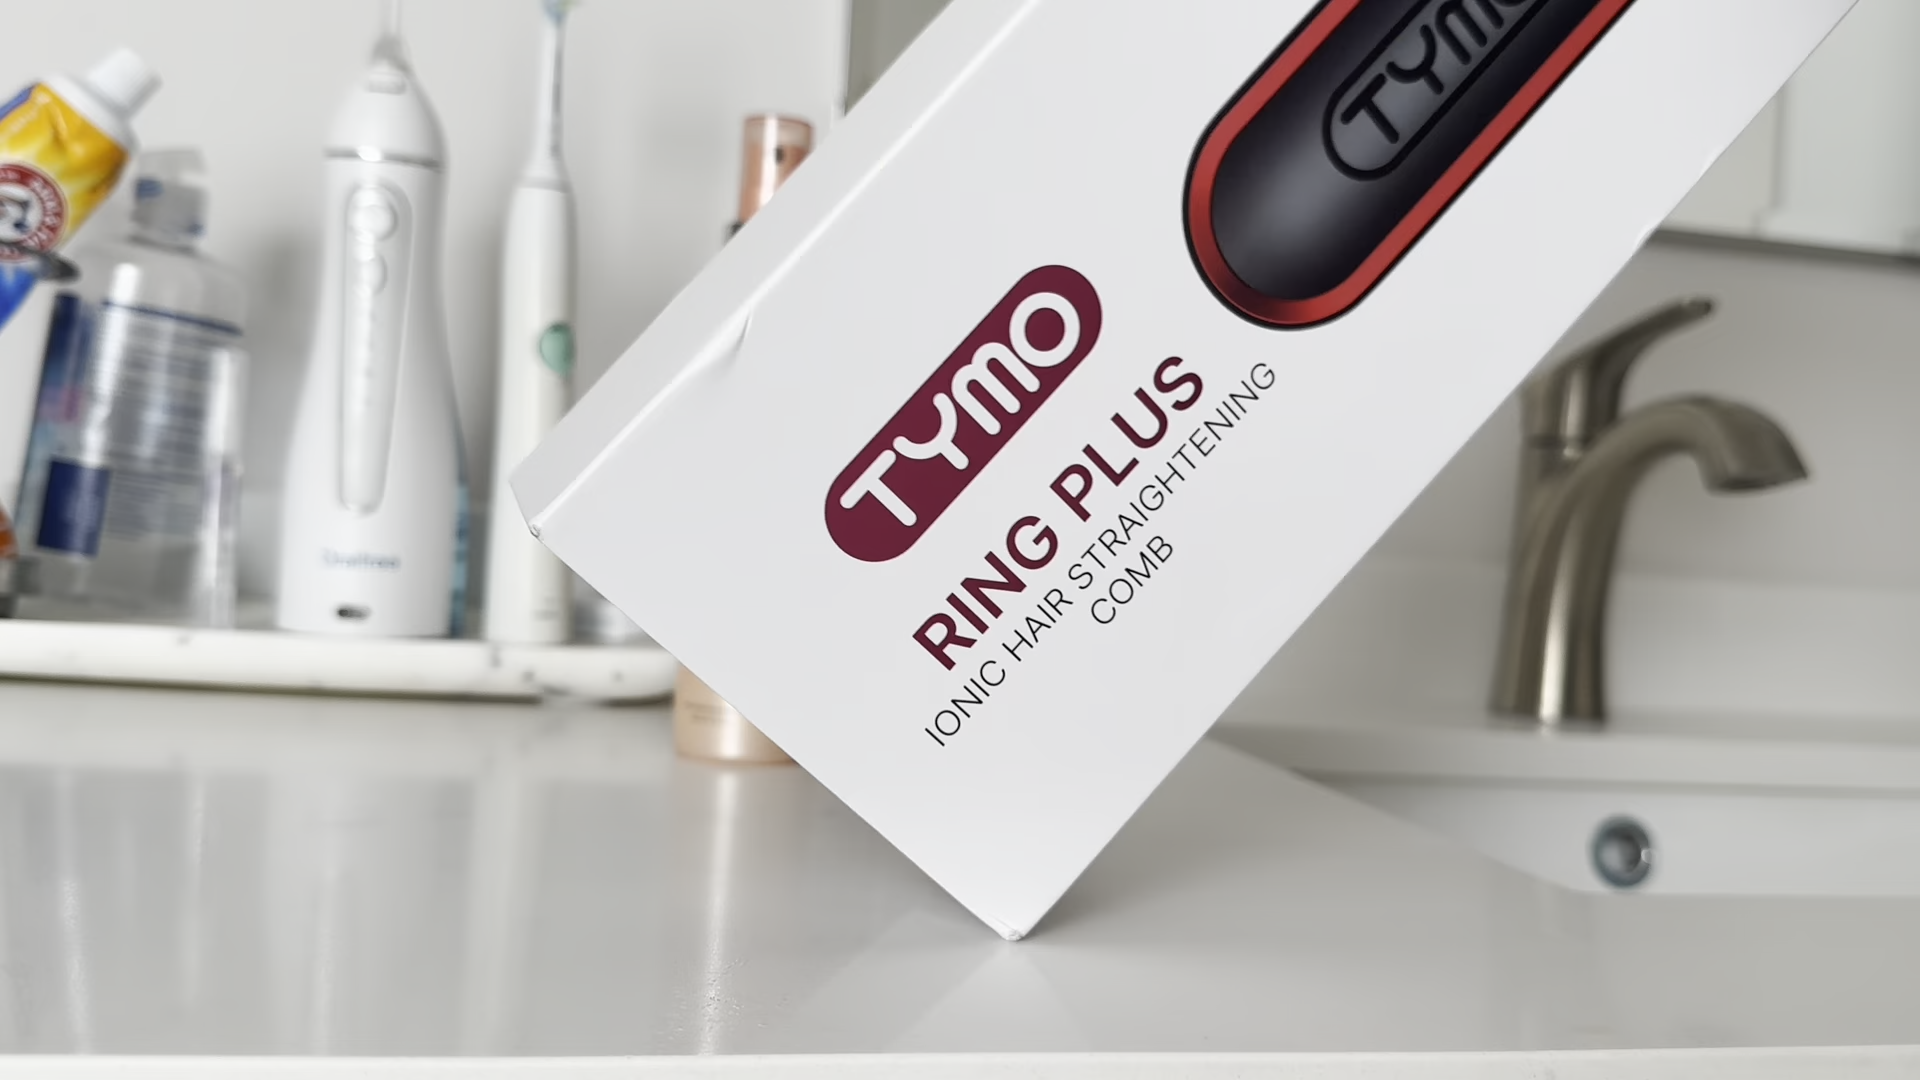 TYMO
TYMO
RING PLUS
IONIC HAIR STRAIGHTENING
COMB